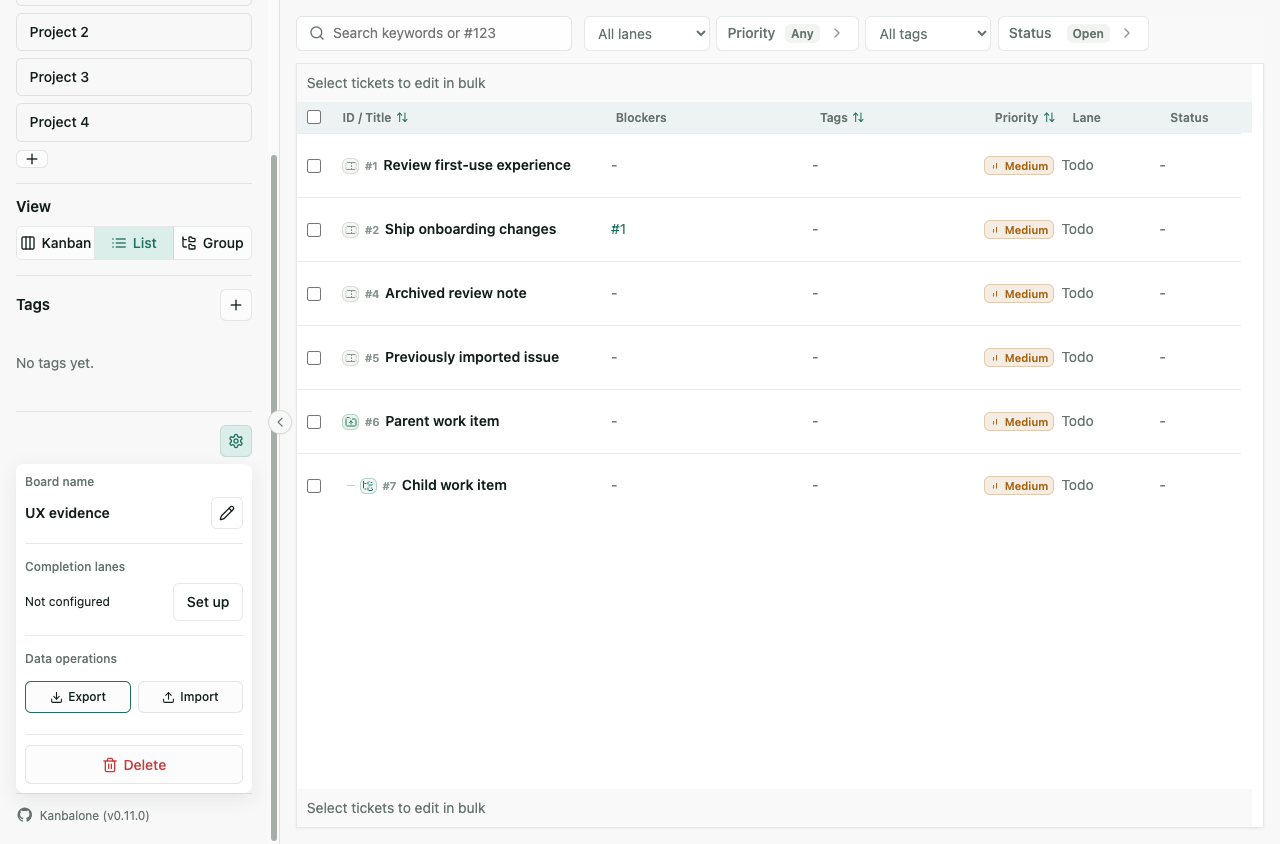 Project 2
Project 3
Project 4
View
Kanban List Group
Tags
No tags yet.
Board name
UX evidence
Completion lanes
Not configured Set up
Data operations
Export Import
Delete
Kanbalone (v0.11.0)
Search keywords or #123 All lanes Priority Any All tags Status Open
Select tickets to edit in bulk
ID / Title Blockers Tags Priority Lane Status
#1 Review first-use experience - - Medium Todo -
#2 Ship onboarding changes #1 - Medium Todo -
#4 Archived review note - - Medium Todo -
#5 Previously imported issue - - Medium Todo -
#6 Parent work item - - Medium Todo -
#7 Child work item - - Medium Todo -
Select tickets to edit in bulk